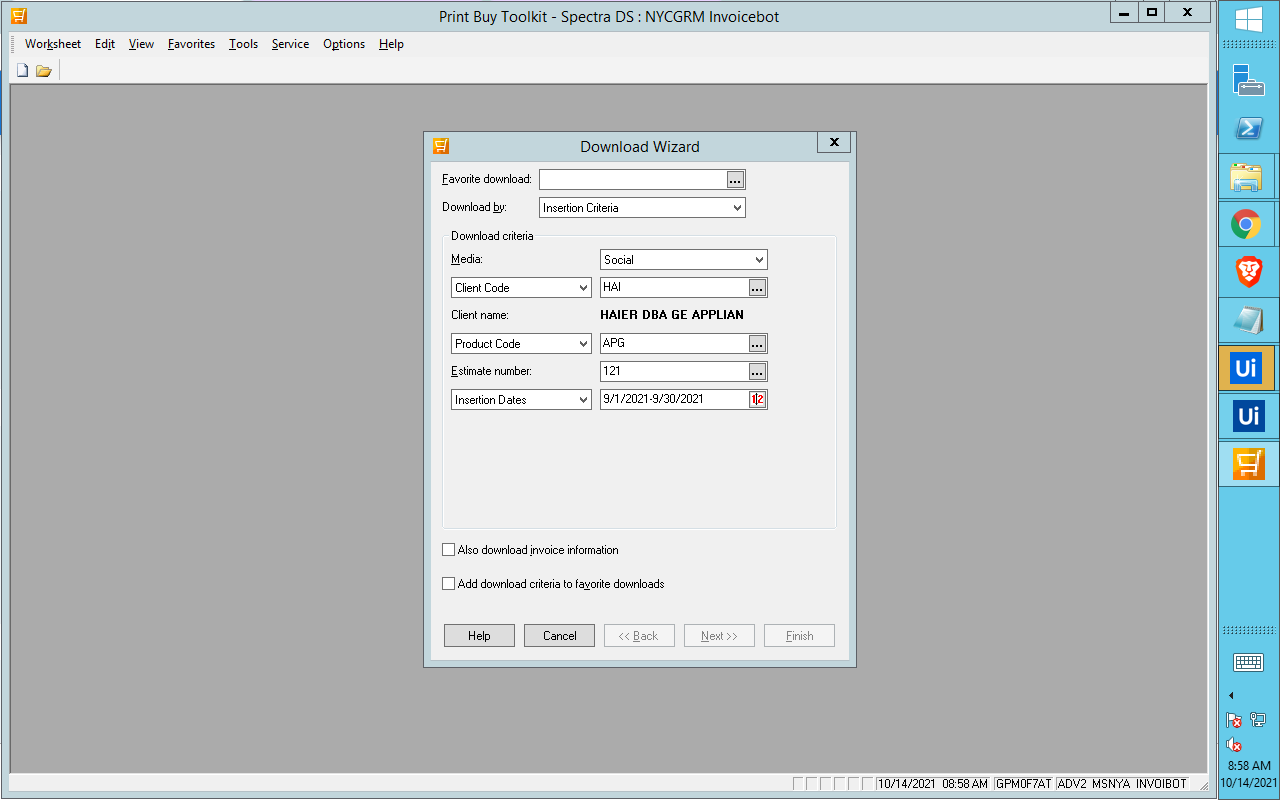 Print Buy Toolkit - Spectra DS : NYCGRM Invoicebot
Worksheet Edit View Favorites Tools Service Options Help
Download Wizard
Favorite download: ...
Download by: Insertion Criteria
Download criteria
Media: Social
Client Code HAI ...
Client name: HAIER DBA GE APPLIAN
Product Code APG ...
Estimate number: 121 ...
Insertion Dates 9/1/2021-9/30/2021 12
Also download invoice information
Add download criteria to favorite downloads
Help Cancel << Back Next >> Finish
10/14/2021 08:58 AM GPM0F7AT ADV2 MSNYA INVOIBOT
Ui
Ui
8:58 AM
10/14/2021